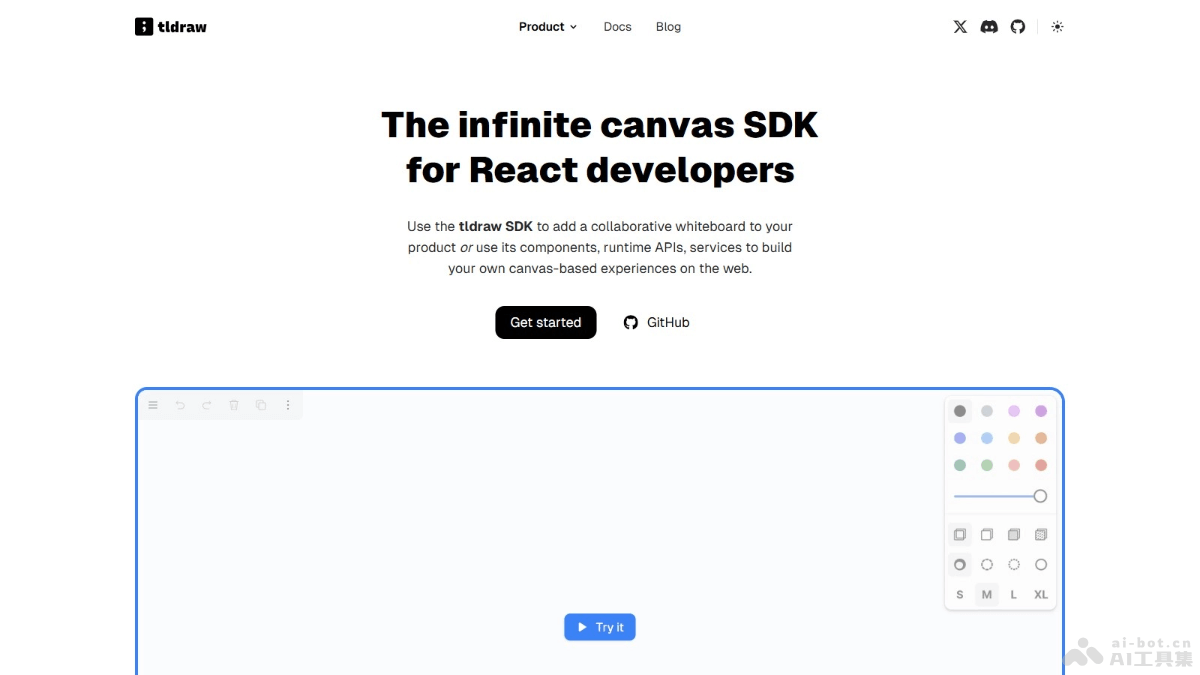 tldraw
Product
Docs
Blog
The infinite canvas SDK
for React developers
Use the tldraw SDK to add a collaborative whiteboard to your
product or use its components, runtime APIs, services to build
your own canvas-based experiences on the web.
Get started
GitHub
S M L XL
Try it
ai-bot.cn
AI工具集